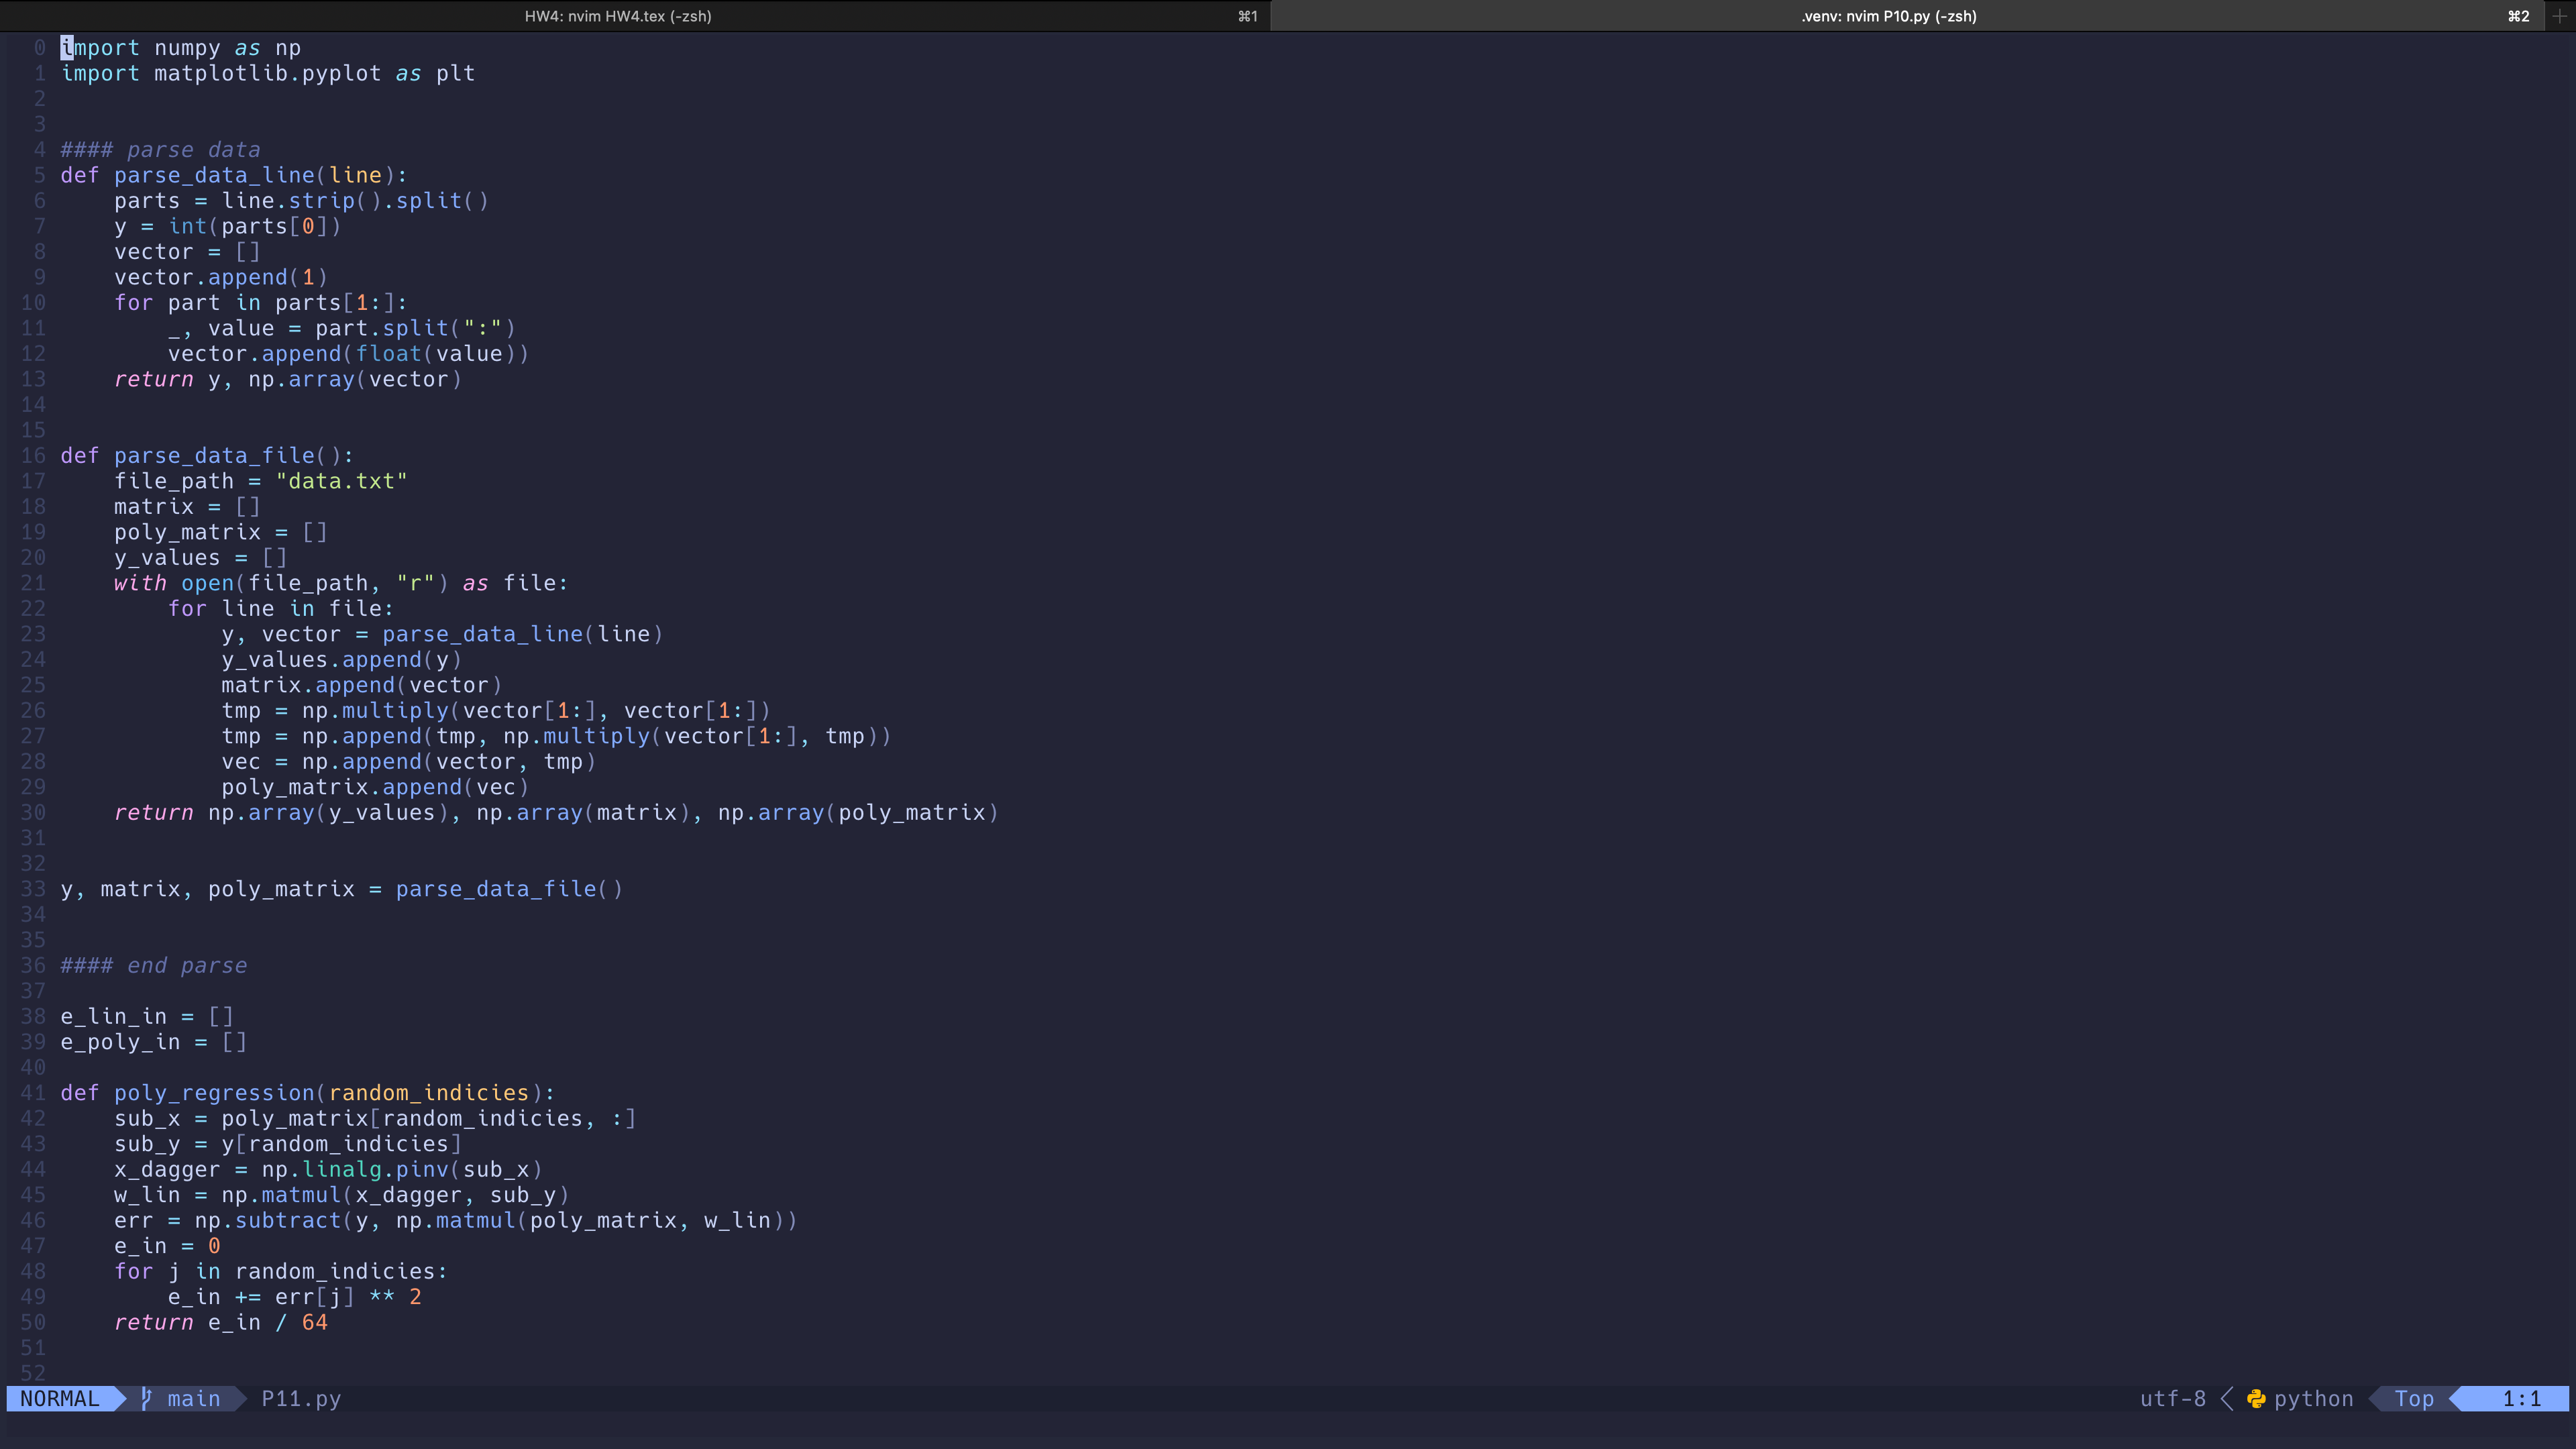 HW4: nvim HW4.tex (-zsh) ⌘1 .venv: nvim P10.py (-zsh) ⌘2 +
0 import numpy as np
1 import matplotlib.pyplot as plt
2
3
4 #### parse data
5 def parse_data_line(line):
6     parts = line.strip().split()
7     y = int(parts[0])
8     vector = []
9     vector.append(1)
10     for part in parts[1:]:
11         _, value = part.split(":")
12         vector.append(float(value))
13     return y, np.array(vector)
14
15
16 def parse_data_file():
17     file_path = "data.txt"
18     matrix = []
19     poly_matrix = []
20     y_values = []
21     with open(file_path, "r") as file:
22         for line in file:
23             y, vector = parse_data_line(line)
24             y_values.append(y)
25             matrix.append(vector)
26             tmp = np.multiply(vector[1:], vector[1:])
27             tmp = np.append(tmp, np.multiply(vector[1:], tmp))
28             vec = np.append(vector, tmp)
29             poly_matrix.append(vec)
30     return np.array(y_values), np.array(matrix), np.array(poly_matrix)
31
32
33 y, matrix, poly_matrix = parse_data_file()
34
35
36 #### end parse
37
38 e_lin_in = []
39 e_poly_in = []
40
41 def poly_regression(random_indicies):
42     sub_x = poly_matrix[random_indicies, :]
43     sub_y = y[random_indicies]
44     x_dagger = np.linalg.pinv(sub_x)
45     w_lin = np.matmul(x_dagger, sub_y)
46     err = np.subtract(y, np.matmul(poly_matrix, w_lin))
47     e_in = 0
48     for j in random_indicies:
49         e_in += err[j] ** 2
50     return e_in / 64
51
52
NORMAL main P11.py utf-8 < python Top 1:1